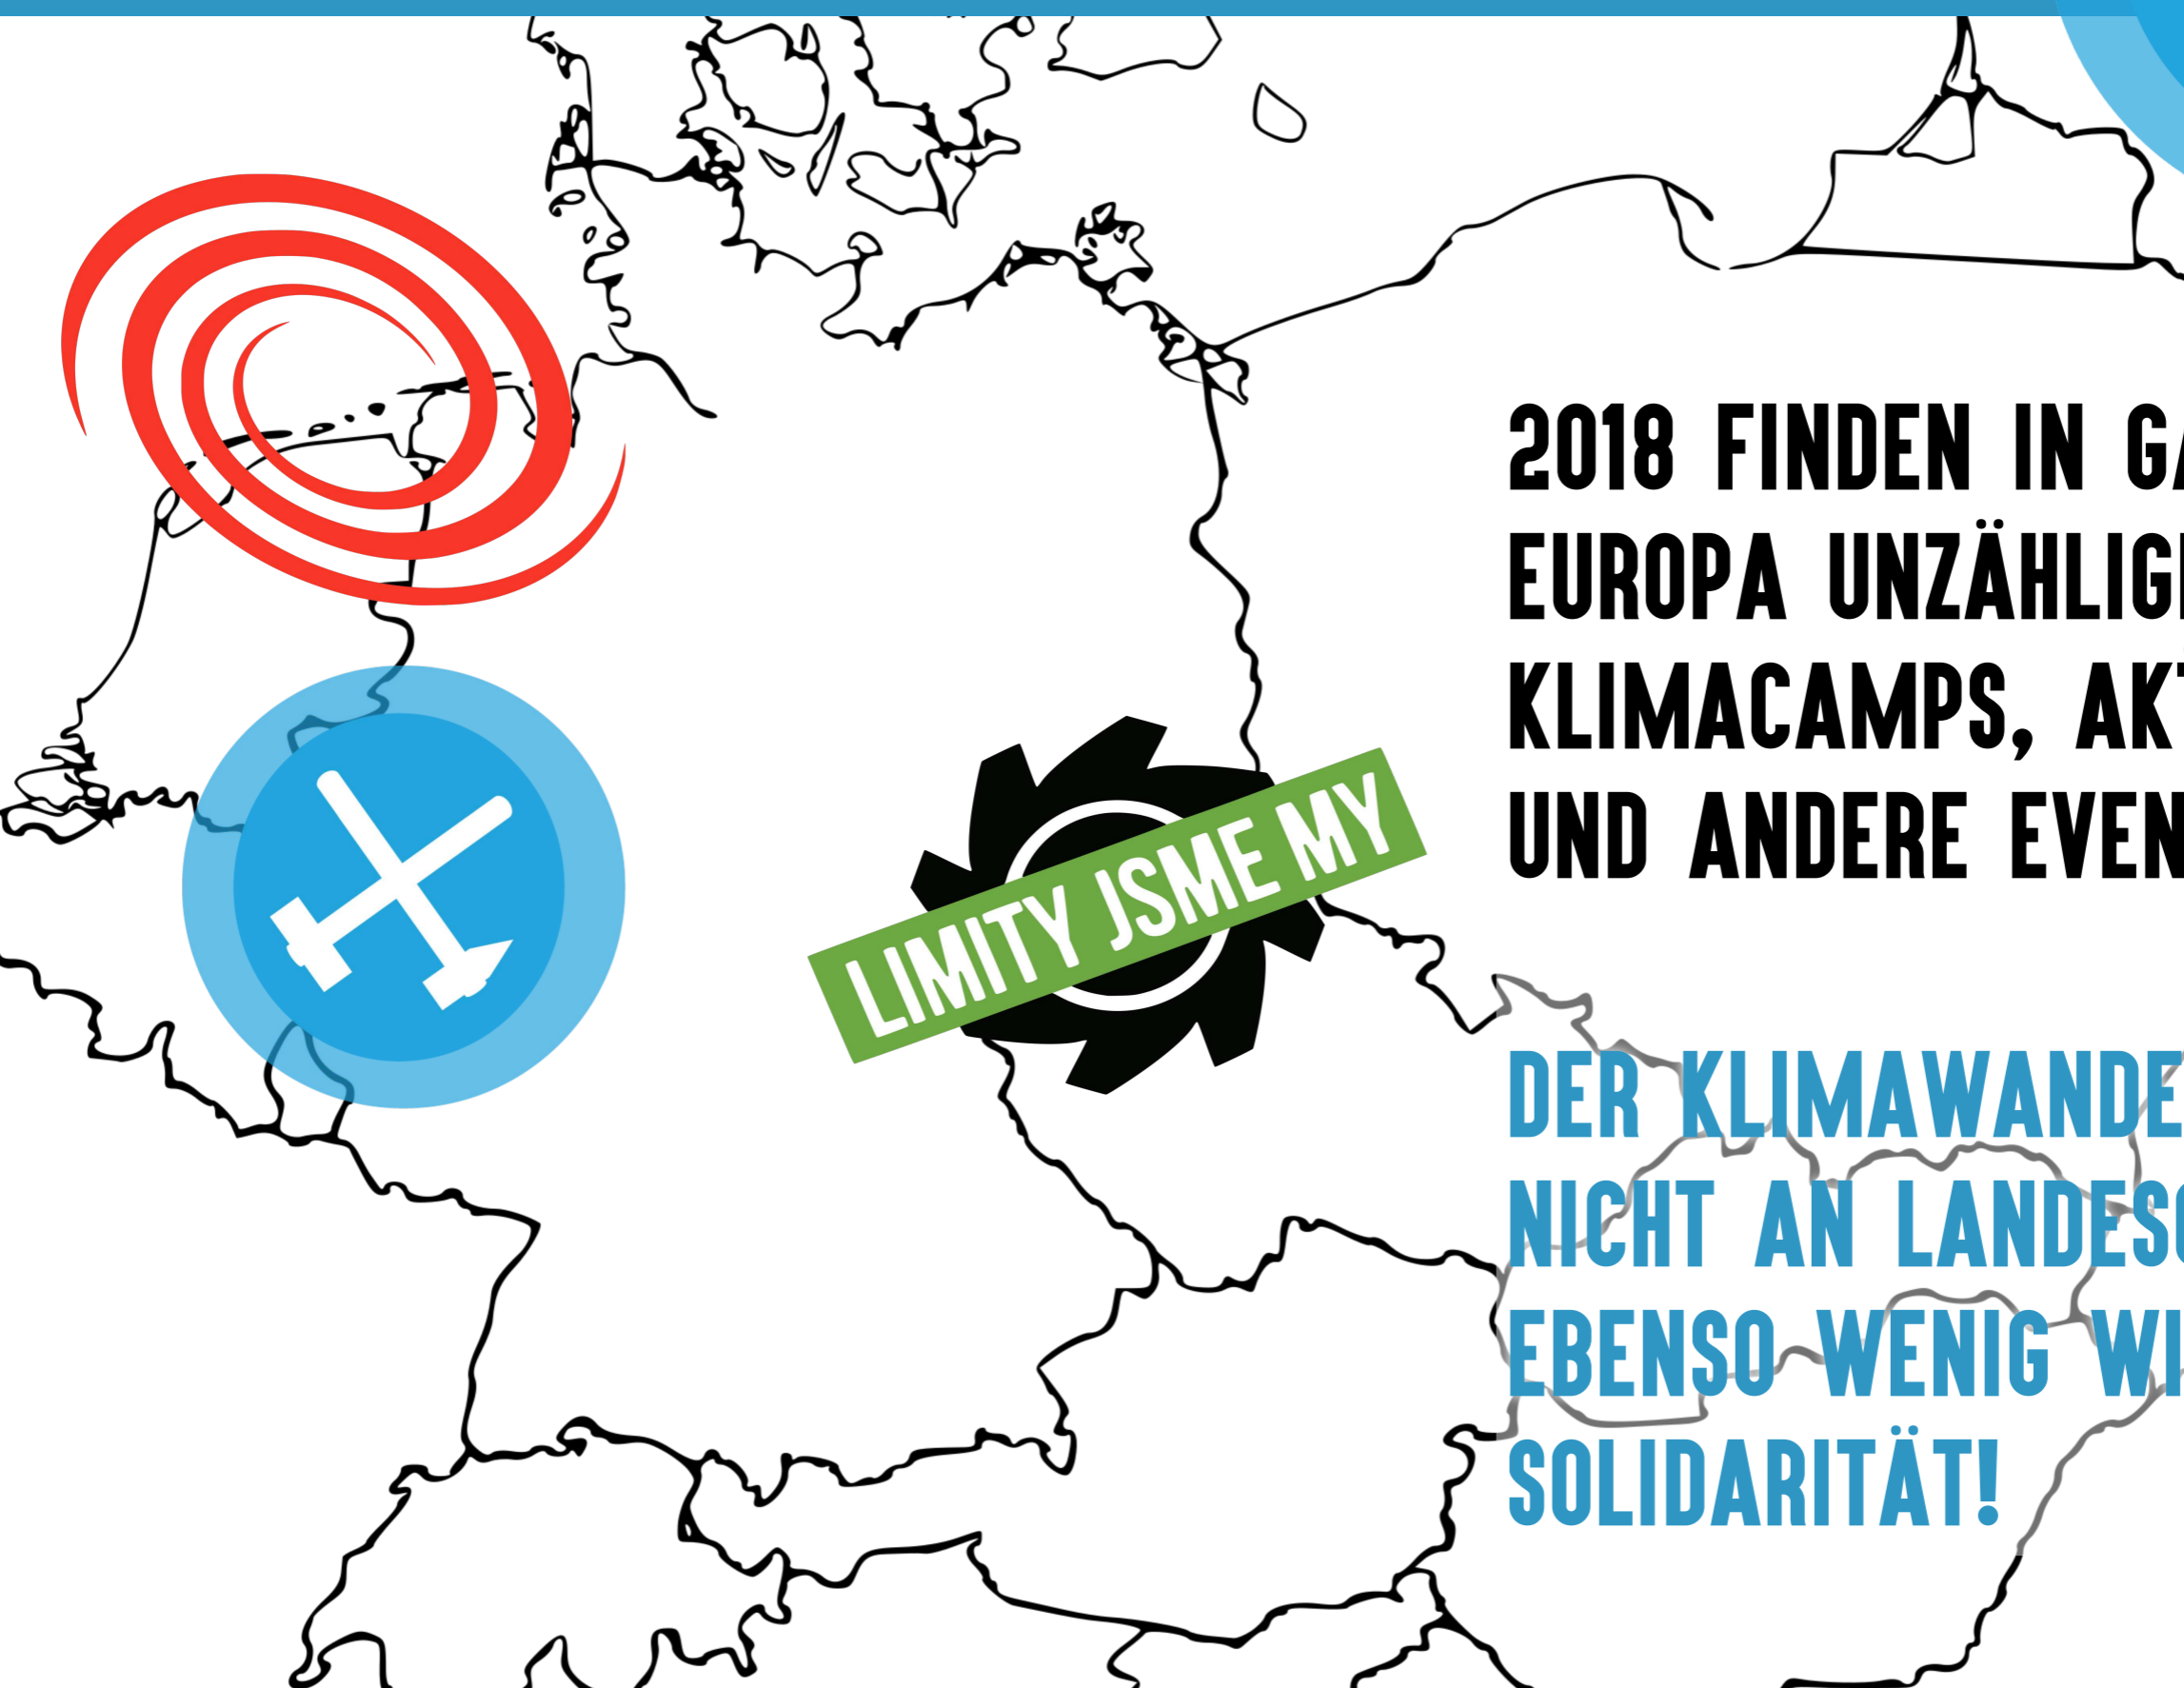 LIMITY JSME MY
2018 FINDEN IN GA
EUROPA UNZÄHLIG
KLIMACAMPS, AK
UND ANDERE EVEN
DER KLIMAWANDE
NICHT AN LANDES
EBENSO WENIG WI
SOLIDARITÄT!